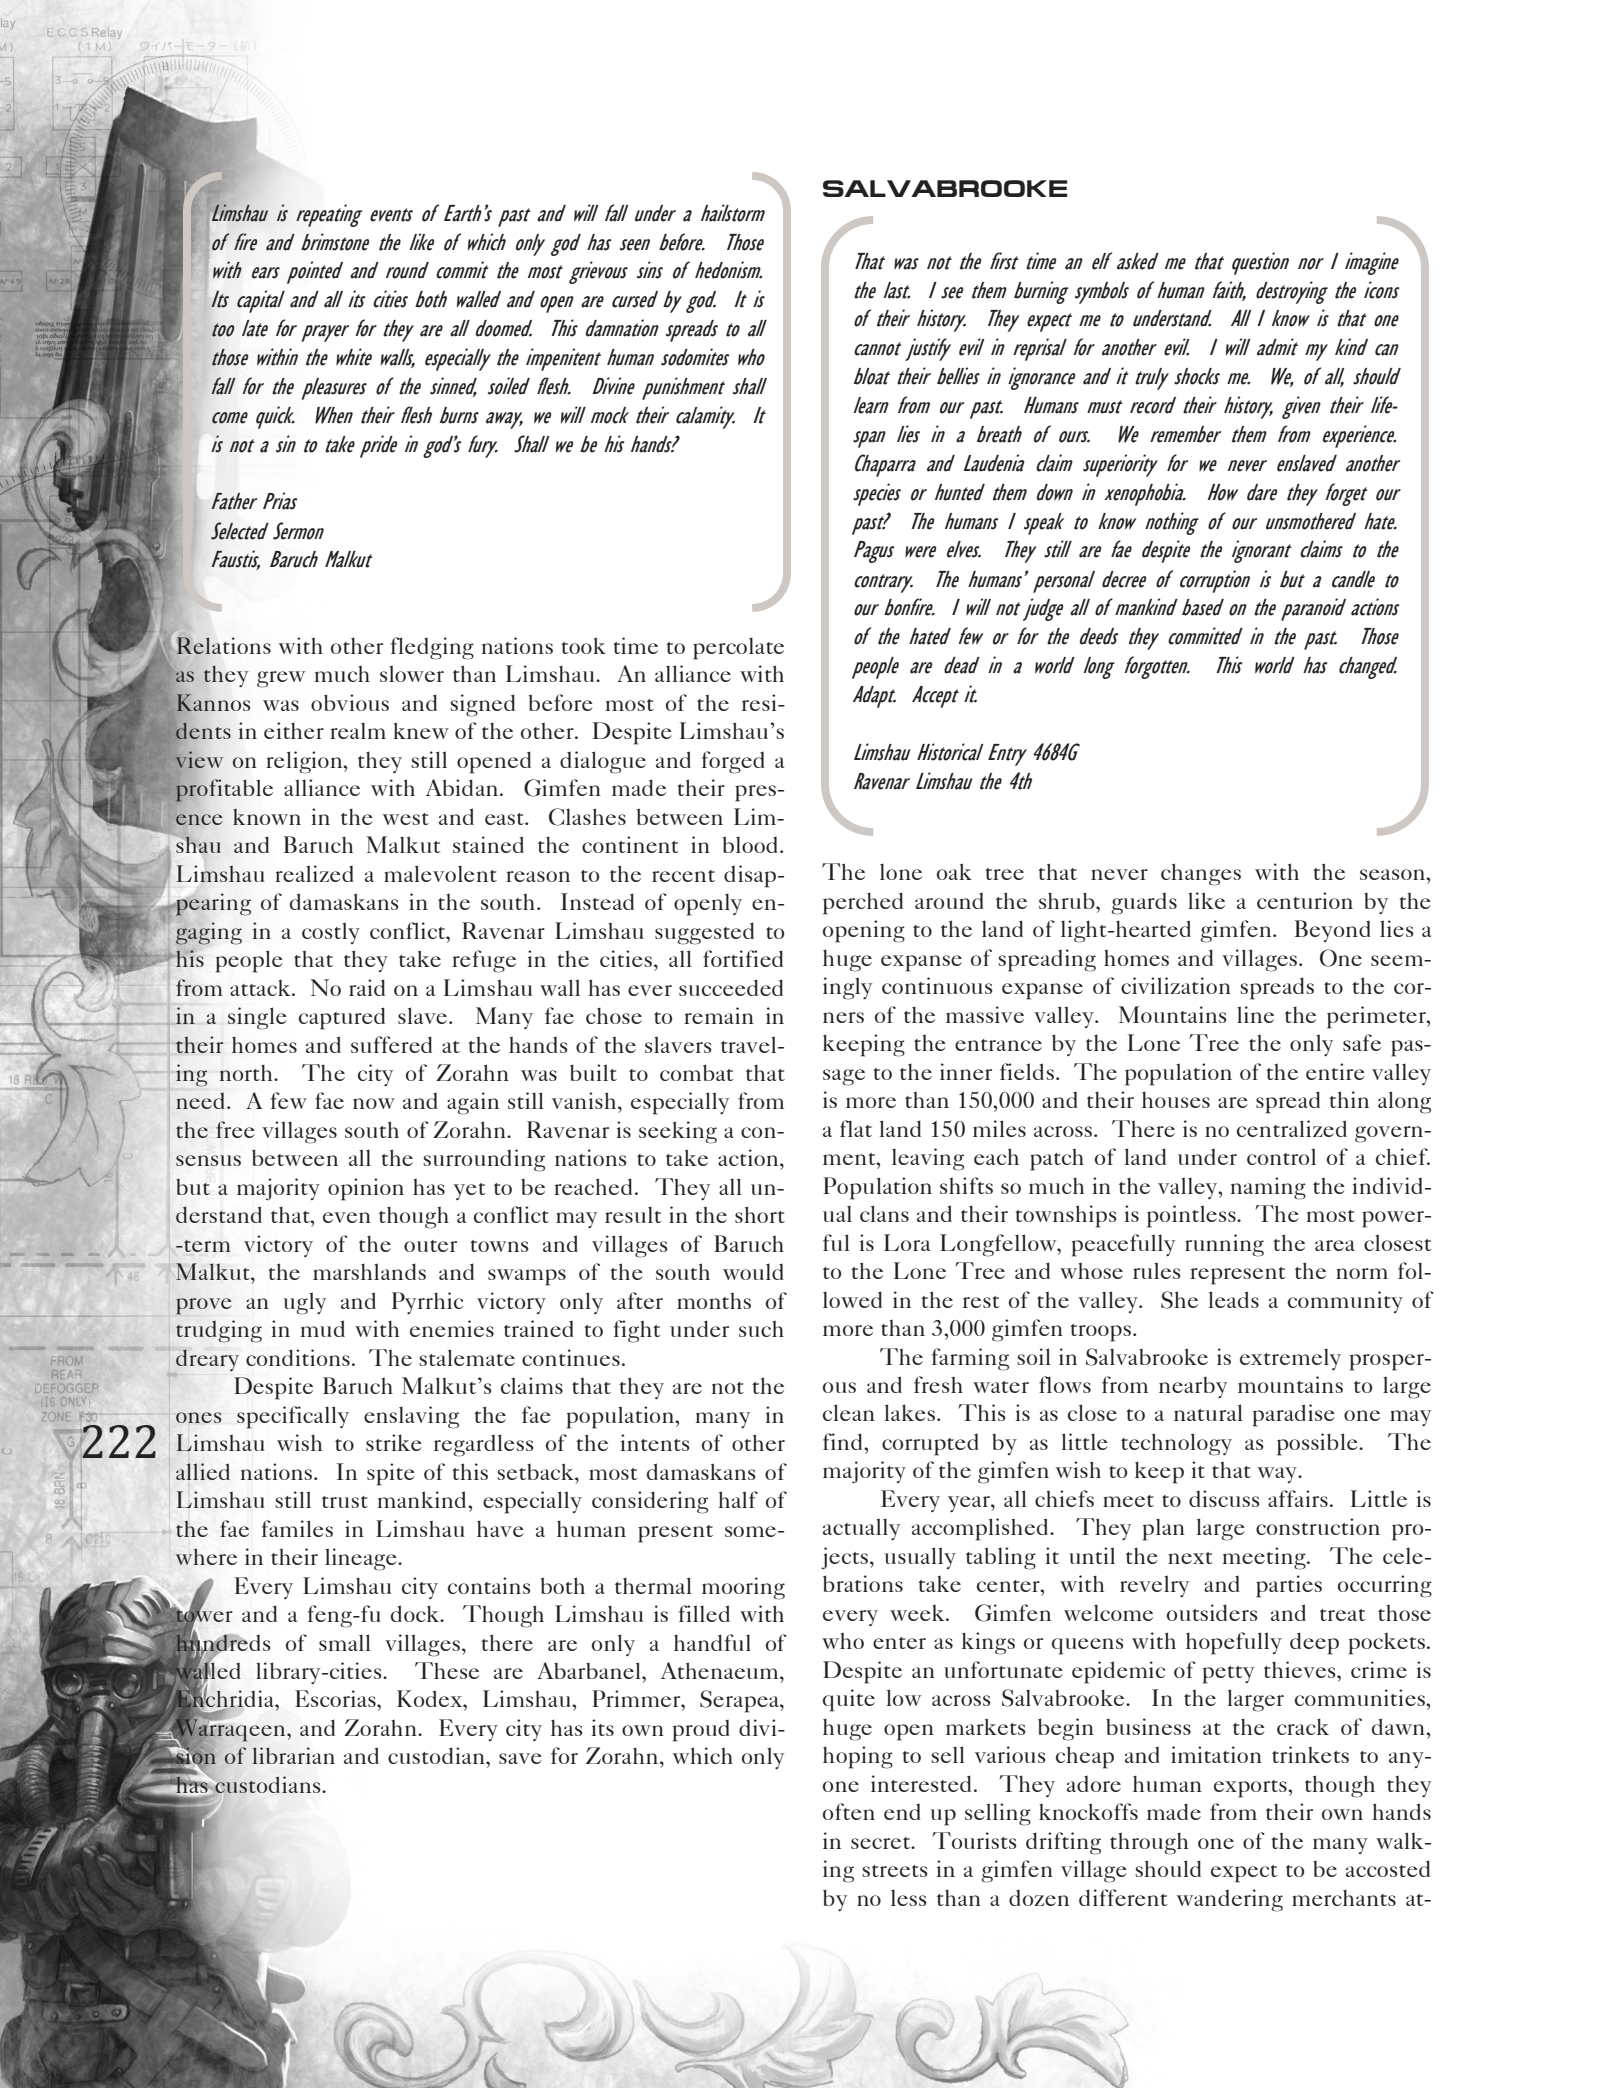 Limshau is repeating events of Earth's past and will fall under a hailstorm
of fire and brimstone the like of which only god has seen before.  Those
with ears pointed and round commit the most grievous sins of hedonism.
Its capital and all its cities both walled and open are cursed by god.  It is
too late for prayer for they are all doomed.  This damnation spreads to all
those within the white walls, especially the impenitent human sodomites who
fall for the pleasures of the sinned, soiled flesh.  Divine punishment shall
come quick.  When their flesh burns away, we will mock their calamity.  It
is not a sin to take pride in god's fury.  Shall we be his hands?
Father Prias
Selected Sermon
Faustis, Baruch Malkut
Relations with other fledging nations took time to percolate
as they grew much slower than Limshau.  An alliance with
Kannos was obvious and signed before most of the resi-
dents in either realm knew of the other.  Despite Limshau's
view on religion, they still opened a dialogue and forged a
profitable alliance with Abidan.  Gimfen made their pres-
ence known in the west and east.  Clashes between Lim-
shau and Baruch Malkut stained the continent in blood.
Limshau realized a malevolent reason to the recent disap-
pearing of damaskans in the south.  Instead of openly en-
gaging in a costly conflict, Ravenar Limshau suggested to
his people that they take refuge in the cities, all fortified
from attack.  No raid on a Limshau wall has ever succeeded
in a single captured slave.  Many fae chose to remain in
their homes and suffered at the hands of the slavers travel-
ing north.  The city of Zorahn was built to combat that
need.  A few fae now and again still vanish, especially from
the free villages south of Zorahn.  Ravenar is seeking a con-
sensus between all the surrounding nations to take action,
but a majority opinion has yet to be reached.  They all un-
derstand that, even though a conflict may result in the short
-term victory of the outer towns and villages of Baruch
Malkut, the marshlands and swamps of the south would
prove an ugly and Pyrrhic victory only after months of
trudging in mud with enemies trained to fight under such
dreary conditions.  The stalemate continues.
Despite Baruch Malkut's claims that they are not the
ones specifically enslaving the fae population, many in
Limshau wish to strike regardless of the intents of other
allied nations.  In spite of this setback, most damaskans of
Limshau still trust mankind, especially considering half of
the fae familes in Limshau have a human present some-
where in their lineage.
Every Limshau city contains both a thermal mooring
tower and a feng-fu dock.  Though Limshau is filled with
hundreds of small villages, there are only a handful of
walled library-cities.  These are Abarbanel, Athenaeum,
Enchridia, Escorias, Kodex, Limshau, Primmer, Serapea,
Warraqeen, and Zorahn.  Every city has its own proud divi-
sion of librarian and custodian, save for Zorahn, which only
has custodians.
222
SALVABROOKE
That was not the first time an elf asked me that question nor I imagine
the last.  I see them burning symbols of human faith, destroying the icons
of their history.  They expect me to understand.  All I know is that one
cannot justify evil in reprisal for another evil.  I will admit my kind can
bloat their bellies in ignorance and it truly shocks me.  We, of all, should
learn from our past.  Humans must record their history, given their life-
span lies in a breath of ours.  We remember them from experience.
Chaparra and Laudenia claim superiority for we never enslaved another
species or hunted them down in xenophobia.  How dare they forget our
past?  The humans I speak to know nothing of our unsmothered hate.
Pagus were elves.  They still are fae despite the ignorant claims to the
contrary.  The humans' personal decree of corruption is but a candle to
our bonfire.  I will not judge all of mankind based on the paranoid actions
of the hated few or for the deeds they committed in the past.  Those
people are dead in a world long forgotten.  This world has changed.
Adapt.  Accept it.
Limshau Historical Entry 4684G
Ravenar Limshau the 4th
The lone oak tree that never changes with the season,
perched around the shrub, guards like a centurion by the
opening to the land of light-hearted gimfen.  Beyond lies a
huge expanse of spreading homes and villages.  One seem-
ingly continuous expanse of civilization spreads to the cor-
ners of the massive valley.  Mountains line the perimeter,
keeping the entrance by the Lone Tree the only safe pas-
sage to the inner fields.  The population of the entire valley
is more than 150,000 and their houses are spread thin along
a flat land 150 miles across.  There is no centralized govern-
ment, leaving each patch of land under control of a chief.
Population shifts so much in the valley, naming the individ-
ual clans and their townships is pointless.  The most power-
ful is Lora Longfellow, peacefully running the area closest
to the Lone Tree and whose rules represent the norm fol-
lowed in the rest of the valley.  She leads a community of
more than 3,000 gimfen troops.
The farming soil in Salvabrooke is extremely prosper-
ous and fresh water flows from nearby mountains to large
clean lakes.  This is as close to a natural paradise one may
find, corrupted by as little technology as possible.  The
majority of the gimfen wish to keep it that way.
Every year, all chiefs meet to discuss affairs.  Little is
actually accomplished.  They plan large construction pro-
jects, usually tabling it until the next meeting.  The cele-
brations take center, with revelry and parties occurring
every week.  Gimfen welcome outsiders and treat those
who enter as kings or queens with hopefully deep pockets.
Despite an unfortunate epidemic of petty thieves, crime is
quite low across Salvabrooke.  In the larger communities,
huge open markets begin business at the crack of dawn,
hoping to sell various cheap and imitation trinkets to any-
one interested.  They adore human exports, though they
often end up selling knockoffs made from their own hands
in secret.  Tourists drifting through one of the many walk-
ing streets in a gimfen village should expect to be accosted
by no less than a dozen different wandering merchants at-
ECCS Relay
(1M)
ワイパーモーター (前)
FROM
REAR
DEFOGGER
(16 ONLY)
ZONE F30